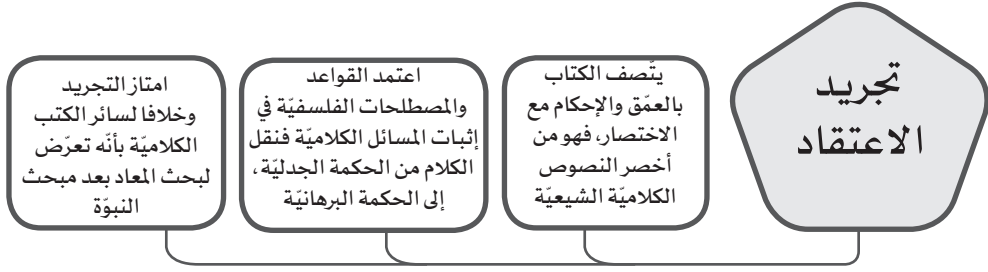 تجريد
الاعتقاد
يتّصف الكتاب
بالعمّق والإحكام مع
الاختصار، فهو من
أخصر النصوص
الكلاميّة الشيعيّة
اعتمد القواعد
والمصطلحات الفلسفيّة في
إثبات المسائل الكلاميّة فنقل
الكلام من الحكمة الجدليّة،
إلى الحكمة البرهانيّة
امتاز التجريد
وخلافا لسائر الكتب
الكلاميّة بأنّه تعرّض
لبحث المعاد بعد مبحث
النبوّة